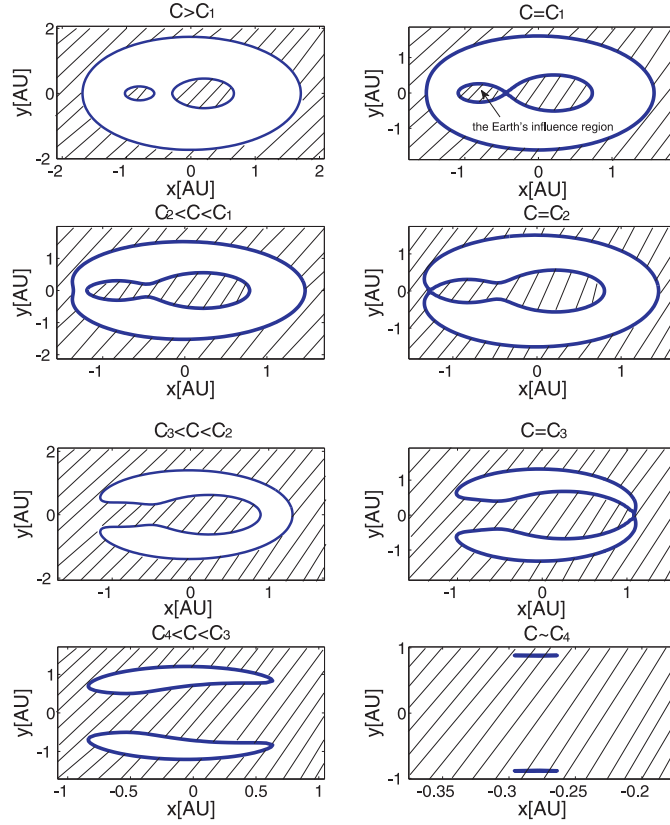 C>C1
y[AU]
2
0
-2
-2
-1
0
1
2
x[AU]
C=C1
y[AU]
1
0
-1
the Earth's influence region
-1
0
1
x[AU]
C2<C<C1
y[AU]
2
1
0
-1
-2
-1
0
1
x[AU]
C=C2
y[AU]
1
0
-1
-1
0
1
x[AU]
C3<C<C2
y[AU]
2
0
-2
-1
0
1
x[AU]
C=C3
y[AU]
1
0
-1
-1
0
1
x[AU]
C4<C<C3
y[AU]
1
0
-1
-1
-0.5
0
0.5
1
x[AU]
C~C4
y[AU]
1
0
-1
-0.35
-0.3
-0.25
-0.2
x[AU]